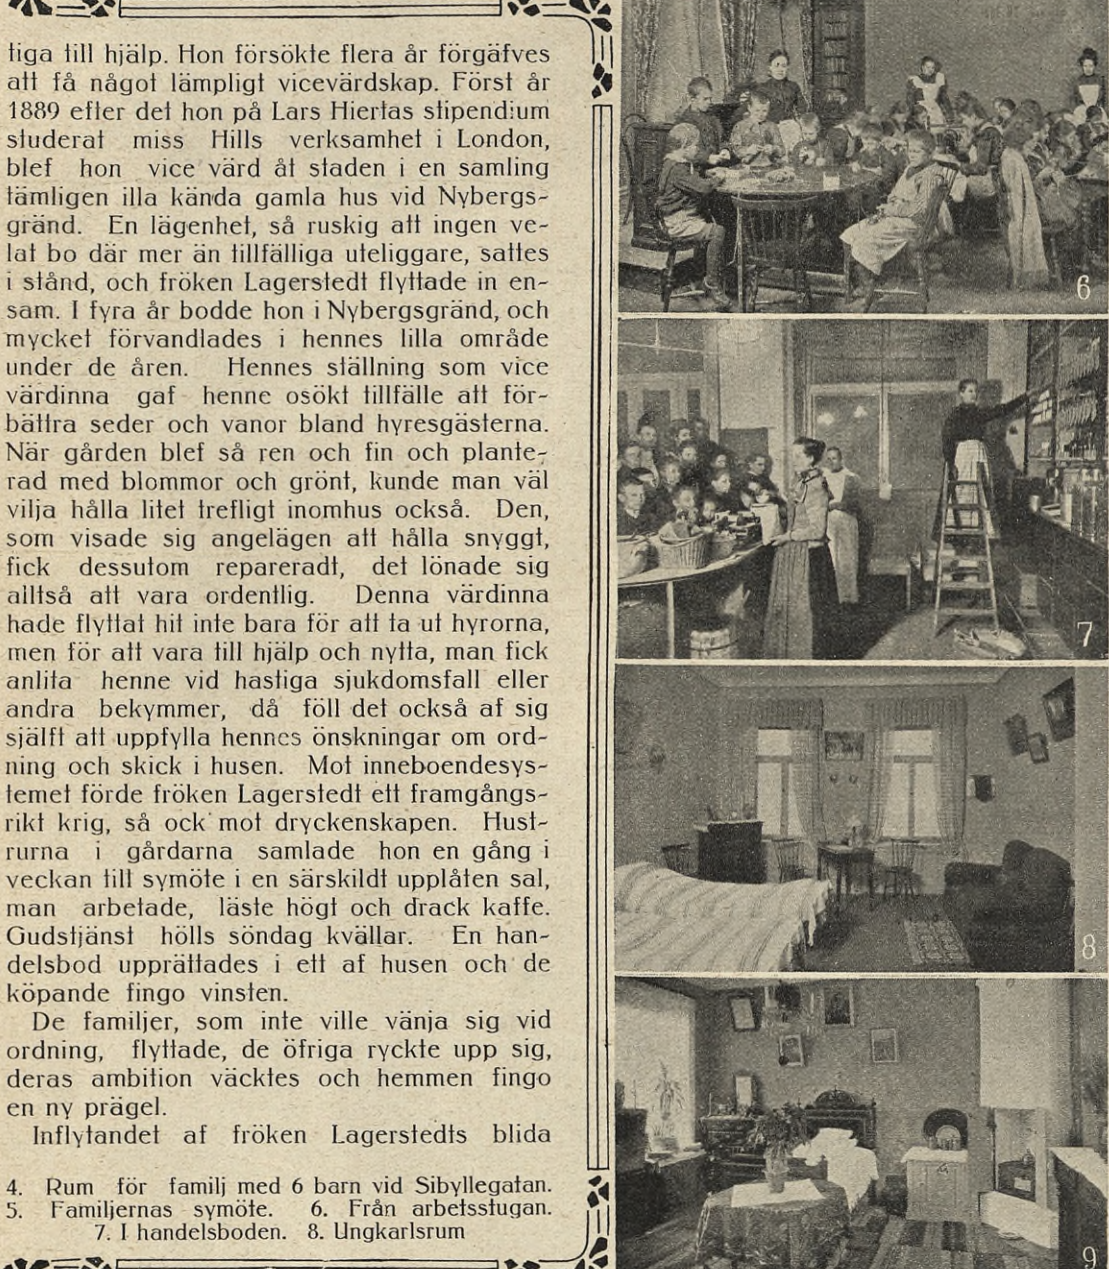 tiga till hjälp. Hon försökte flera år förgäfves
att få något lämpligt vicevärdskap. Först år
1889 efter det hon på Lars Hiertas stipendium
studerat miss Hills verksamhet i London,
blef hon vice värd åt staden i en samling
tämligen illa kända gamla hus vid Nybergs-
gränd. En lägenhet, så ruskig att ingen ve-
lat bo där mer än tillfälliga uteliggare, sattes
i stånd, och fröken Lagerstedt flyttade in en-
sam. I fyra år bodde hon i Nybergsgränd, och
mycket förvandlades i hennes lilla område
under de åren. Hennes ställning som vice
värdinna gaf henne osökt tillfälle att för-
bättra seder och vanor bland hyresgästerna.
När gården blef så ren och fin och plante-
rad med blommor och grönt, kunde man väl
vilja hålla litet trefligt inomhus också. Den,
som visade sig angelägen att hålla snyggt,
fick dessutom repareradt, det lönade sig
alltså att vara ordentlig. Denna värdinna
hade flyttat hit inte bara för att ta ut hyrorna,
men för att vara till hjälp och nytta, man fick
anlita henne vid hastiga sjukdomsfall eller
andra bekymmer, då föll det också af sig
själft att uppfylla hennes önskningar om ord-
ning och skick i husen. Mot inneboendesys-
temet förde fröken Lagerstedt ett framgångs-
rikt krig, så ock mot dryckenskapen. Hust-
rurna i gårdarna samlade hon en gång i
veckan till symöte i en särskildt upplåten sal,
man arbetade, läste högt och drack kaffe.
Gudstjänst hölls söndag kvällar. En han-
delsbod upprättades i ett af husen och de
köpande fingo vinsten.
De familjer, som inte ville vänja sig vid
ordning, flyttade, de öfriga ryckte upp sig,
deras ambition väcktes och hemmen fingo
en ny prägel.
Inflytandet af fröken Lagerstedts blida
4. Rum för familj med 6 barn vid Sibyllegatan.
5. Familjernas symöte. 6. Från arbetsstugan.
7. I handelsboden. 8. Ungkarlsrum
6
7
8
9